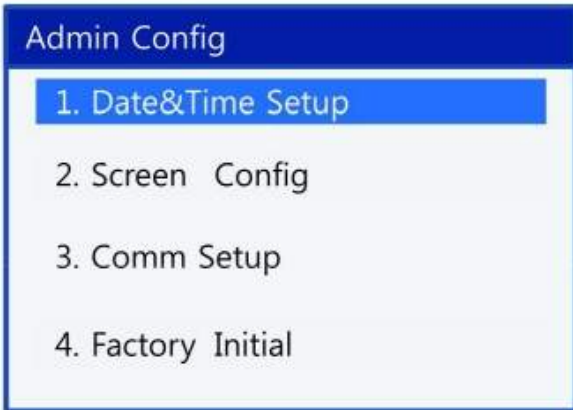 Admin Config
1. Date&Time Setup
2. Screen Config
3. Comm Setup
4. Factory Initial